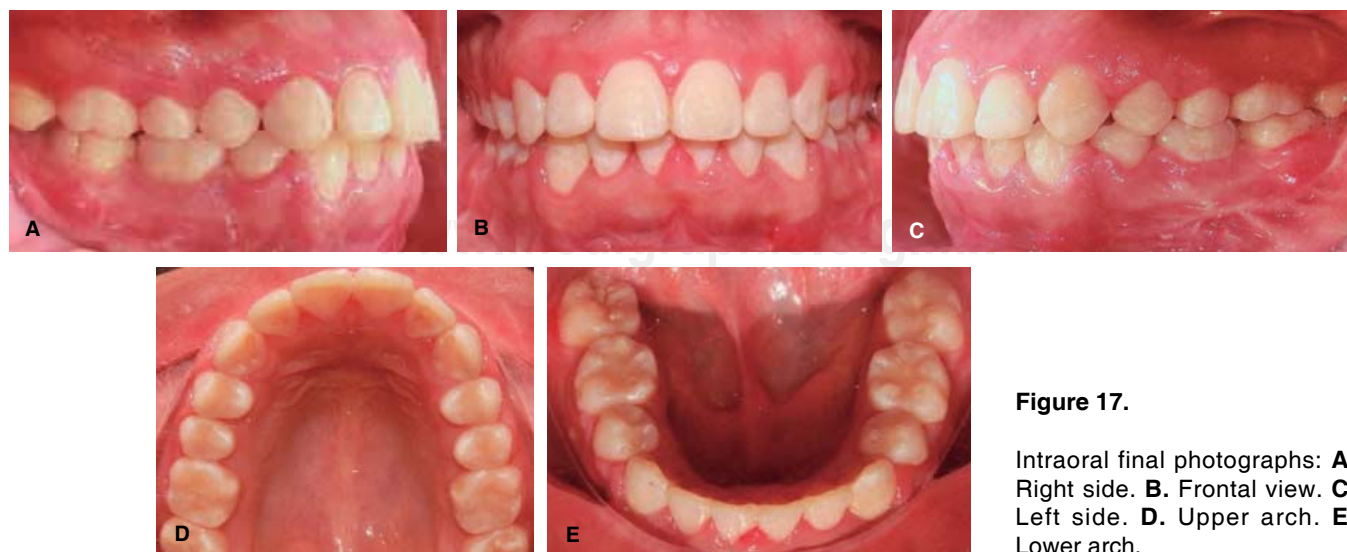 A
B
C
D
E
Figure 17.
Intraoral final photographs: A
Right side. B. Frontal view. C
Left side. D. Upper arch. E
Lower arch.